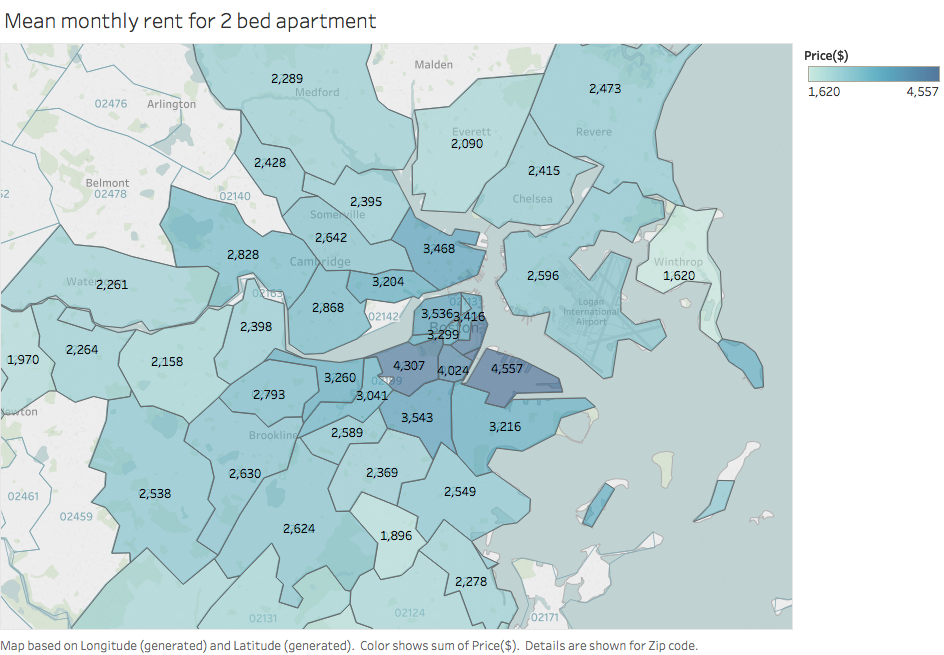 Mean monthly rent for 2 bed apartment
Price($)
1,620 4,557
Malden
2,289
Medford
2,473
02476
Arlington
Everett
2,090
Revere
2,428
2,415
Belmont
02478
02140
2,395
Chelsea
Somerville
2,642
2,828
3,468
Cambridge
Winthrop
1,620
2,261
3,204
2,596
02163
2,868
02142
Logan
International
Airport
3,536
3,416
Boston
3,299
2,398
2,264
1,970
2,158
4,307
4,024
4,557
3,260
3,041
2,793
3,543
3,216
Brookline
2,589
2,630
2,369
2,538
2,549
02461
02459
2,624
1,896
2,278
02131
02124
02171
Map based on Longitude (generated) and Latitude (generated). Color shows sum of Price($). Details are shown for Zip code.